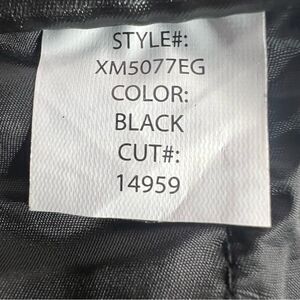 STYLE#:
XM5077EG
COLOR:
BLACK
CUT#:
14959